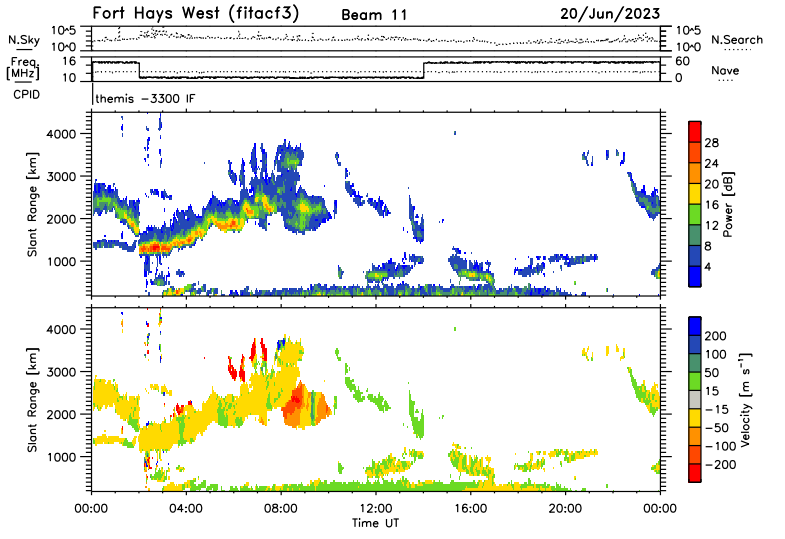 Fort Hays West (fitacf3) Beam 11 20/Jun/2023
N.Sky 10^5 10^0 10^5 10^0 N.Search
Freq. [MHz] 16 10 60 0 Nave
CPID themis -3300 IF
Slant Range [km] 4000 3000 2000 1000
Power [dB] 28 24 20 16 12 8 4
Slant Range [km] 4000 3000 2000 1000
Velocity [m s^-1] 200 100 50 15 -15 -50 -100 -200
00:00 04:00 08:00 12:00 16:00 20:00 00:00
Time UT